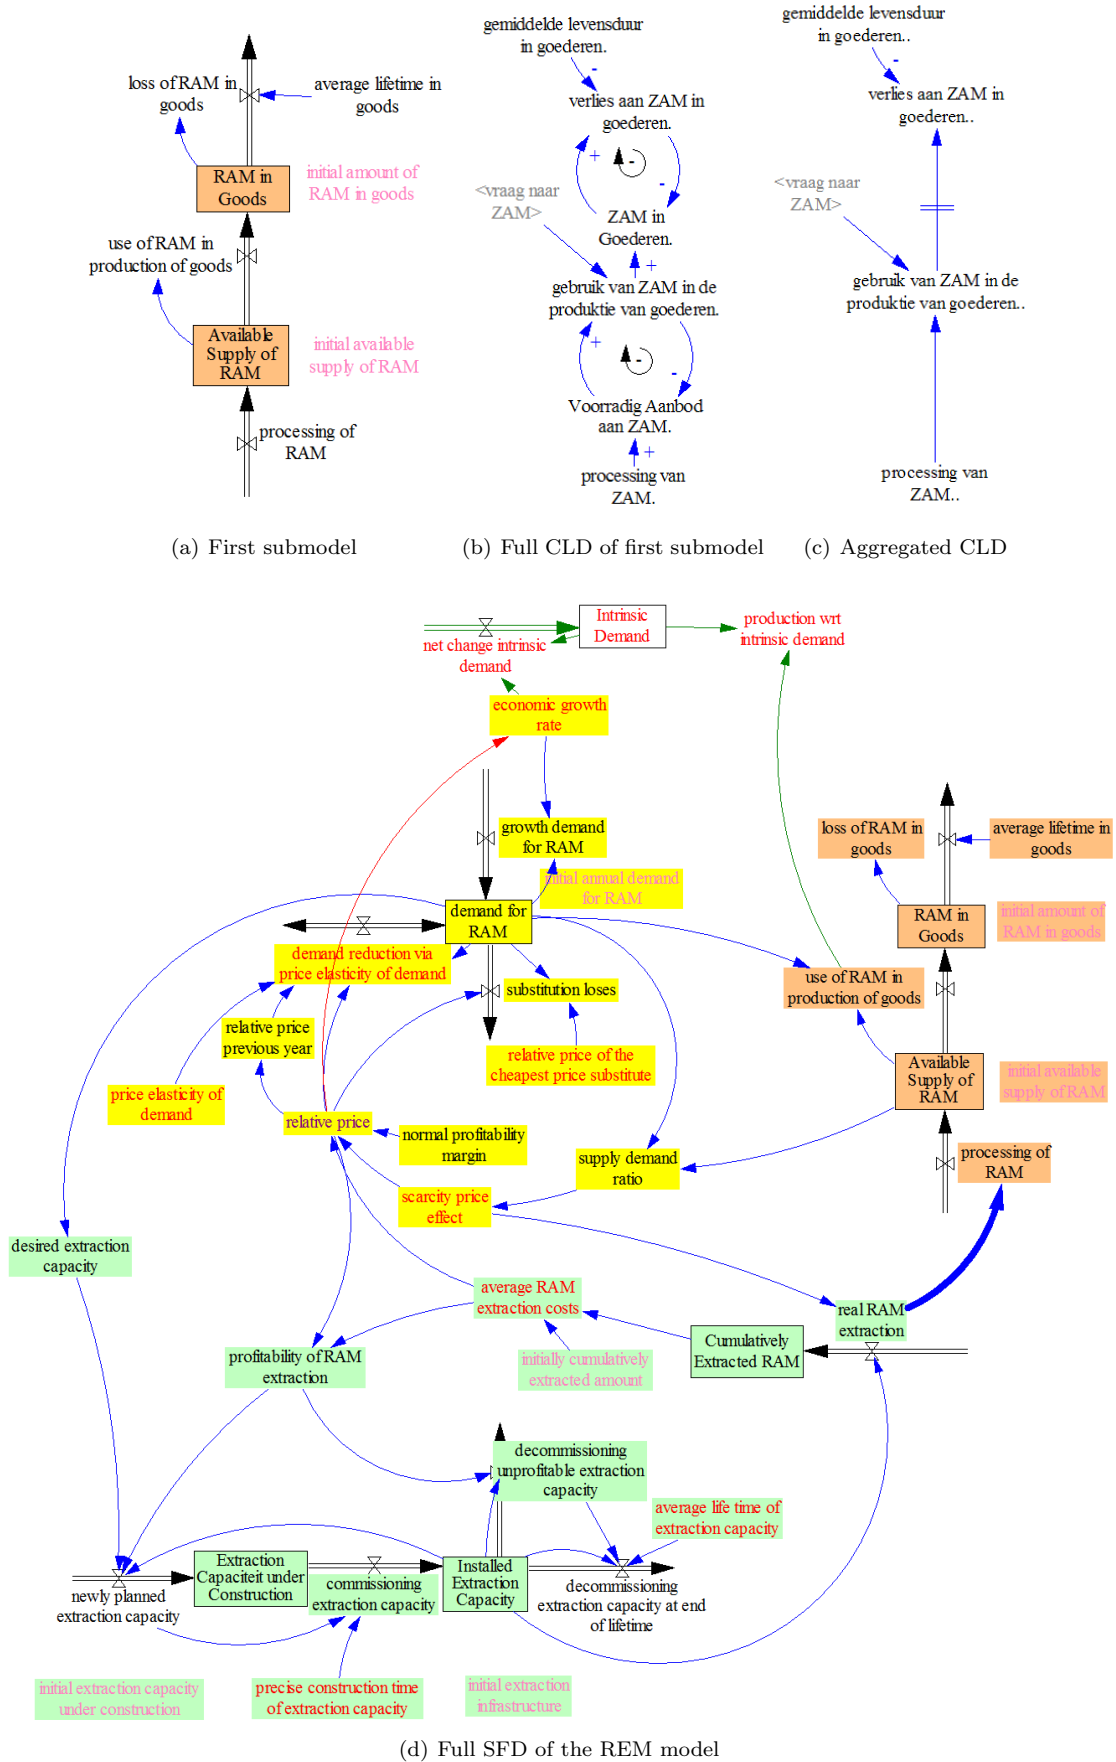 loss of RAM in
goods
average lifetime in
goods
RAM in
Goods
initial amount of
RAM in goods
use of RAM in
production of goods
Available
Supply of
RAM
initial available
supply of RAM
processing of
RAM
(a) First submodel
gemiddelde levensduur
in goederen.
-
verlies aan ZAM in
goederen.
+
-
-
<vraag naar
ZAM>
ZAM in
Goederen.
+
gebruik van ZAM in de
produktie van goederen.
+
-
-
Voorradig Aanbod
aan ZAM.
+
processing van
ZAM.
(b) Full CLD of first submodel
gemiddelde levensduur
in goederen..
-
verlies aan ZAM in
goederen..
<vraag naar
ZAM>
gebruik van ZAM in de
produktie van goederen..
processing van
ZAM..
(c) Aggregated CLD
Intrinsic
Demand
production wrt
intrinsic demand
net change intrinsic
demand
economic growth
rate
growth demand
for RAM
initial annual demand
for RAM
demand for
RAM
demand reduction via
price elasticity of demand
substitution loses
relative price
previous year
relative price of the
cheapest price substitute
price elasticity of
demand
relative price
normal profitability
margin
supply demand
ratio
scarcity price
effect
loss of RAM in
goods
average lifetime in
goods
RAM in
Goods
initial amount of
RAM in goods
use of RAM in
production of goods
Available
Supply of
RAM
initial available
supply of RAM
processing of
RAM
desired extraction
capacity
average RAM
extraction costs
real RAM
extraction
Cumulatively
Extracted RAM
profitability of RAM
extraction
initially cumulatively
extracted amount
decommissioning
unprofitable extraction
capacity
average life time of
extraction capacity
Extraction
Capaciteit under
Construction
commissioning
extraction capacity
Installed
Extraction
Capacity
newly planned
extraction capacity
decommissioning
extraction capacity at end
of lifetime
initial extraction capacity
under construction
precise construction time
of extraction capacity
initial extraction
infrastructure
(d) Full SFD of the REM model